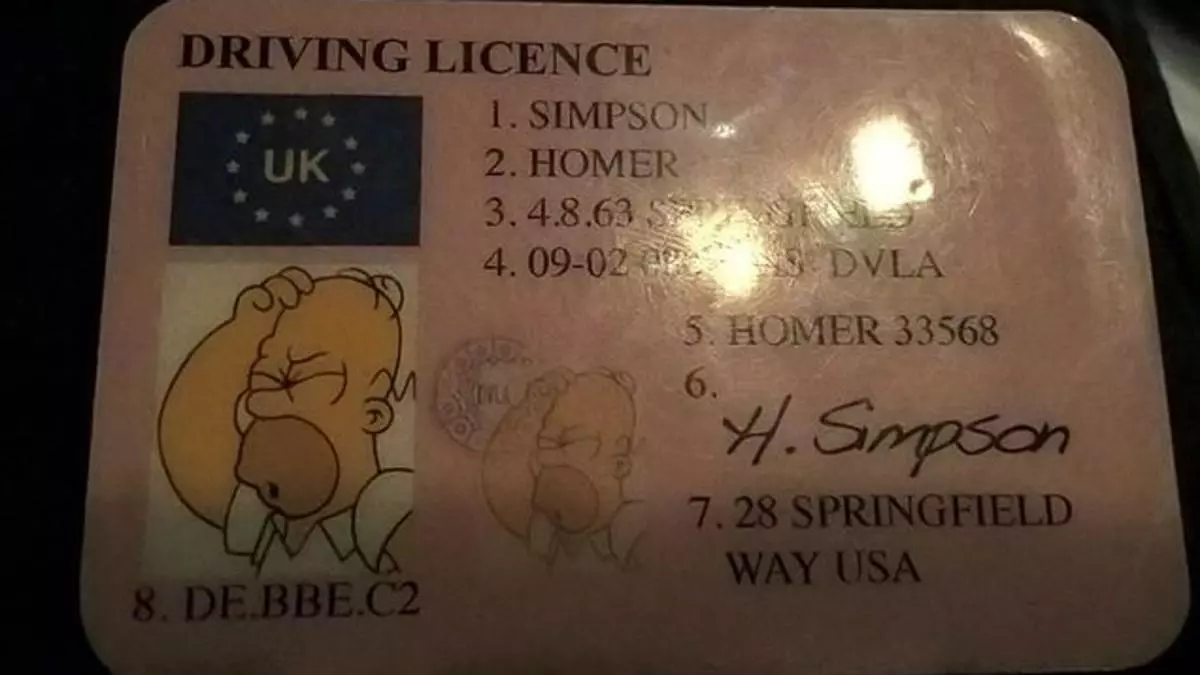 DRIVING LICENCE
UK
1. SIMPSON
2. HOMER
3. 4.8.63 SPRINGFIELD
4. 09-02 DVLA
5. HOMER 33568
6.
H. Simpson
7. 28 SPRINGFIELD
WAY USA
8. DE.BBE.C2